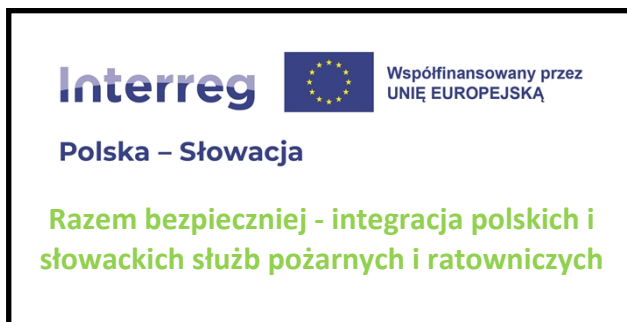 Interreg
Współfinansowany przez
UNIĘ EUROPEJSKĄ
Polska – Słowacja
Razem bezpieczniej - integracja polskich i
słowackich służb pożarnych i ratowniczych